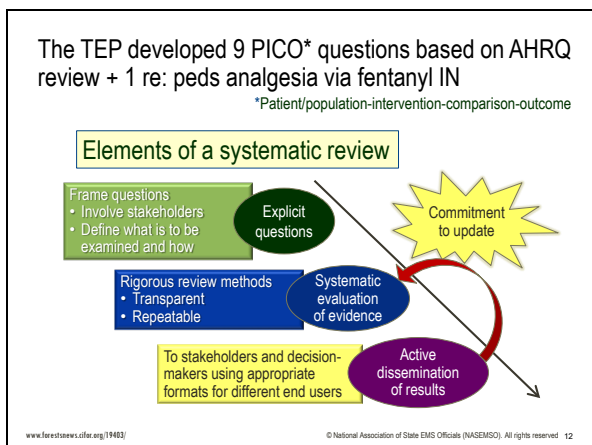 The TEP developed 9 PICO* questions based on AHRQ
review + 1 re: peds analgesia via fentanyl IN
*Patient/population-intervention-comparison-outcome
Elements of a systematic review
Frame questions
• Involve stakeholders
• Define what is to be
examined and how
Explicit
questions
Commitment
to update
Rigorous review methods
• Transparent
• Repeatable
Systematic
evaluation
of evidence
To stakeholders and decision-
makers using appropriate
formats for different end users
Active
dissemination
of results
www.forestsnews.cifor.org/19403/
© National Association of State EMS Officials (NASEMSO). All rights reserved 12